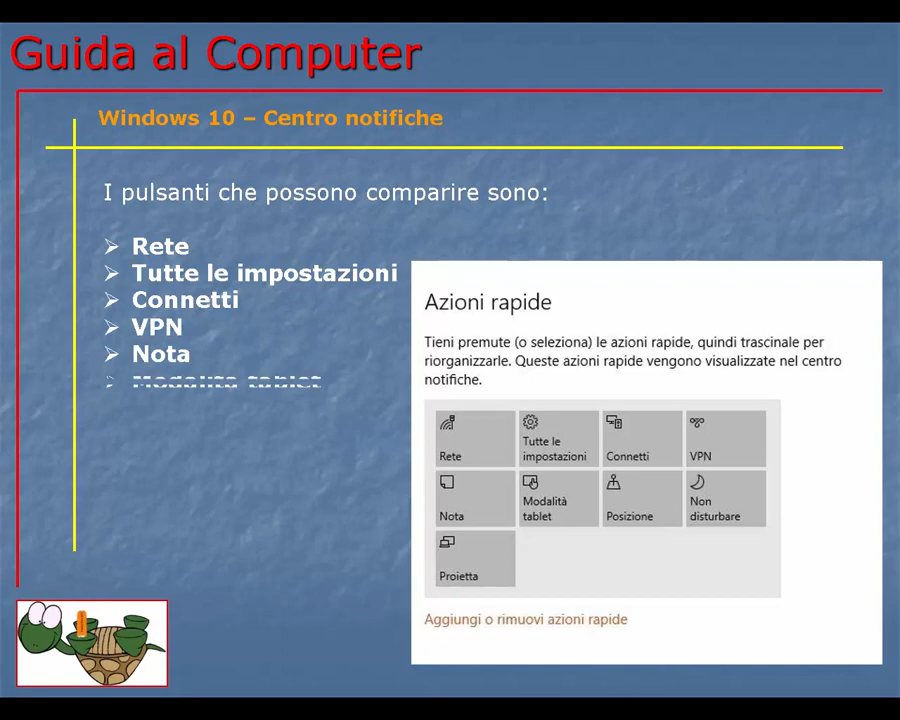 Guida al Computer
Windows 10 – Centro notifiche
I pulsanti che possono comparire sono:
Rete
Tutte le impostazioni
Connetti
VPN
Nota
Modalità tablet
Azioni rapide
Tieni premute (o seleziona) le azioni rapide, quindi trascinale per
riorganizzarle. Queste azioni rapide vengono visualizzate nel centro
notifiche.
Rete
Tutte le
impostazioni
Connetti
VPN
Nota
Modalità
tablet
Posizione
Non
disturbare
Proietta
Aggiungi o rimuovi azioni rapide